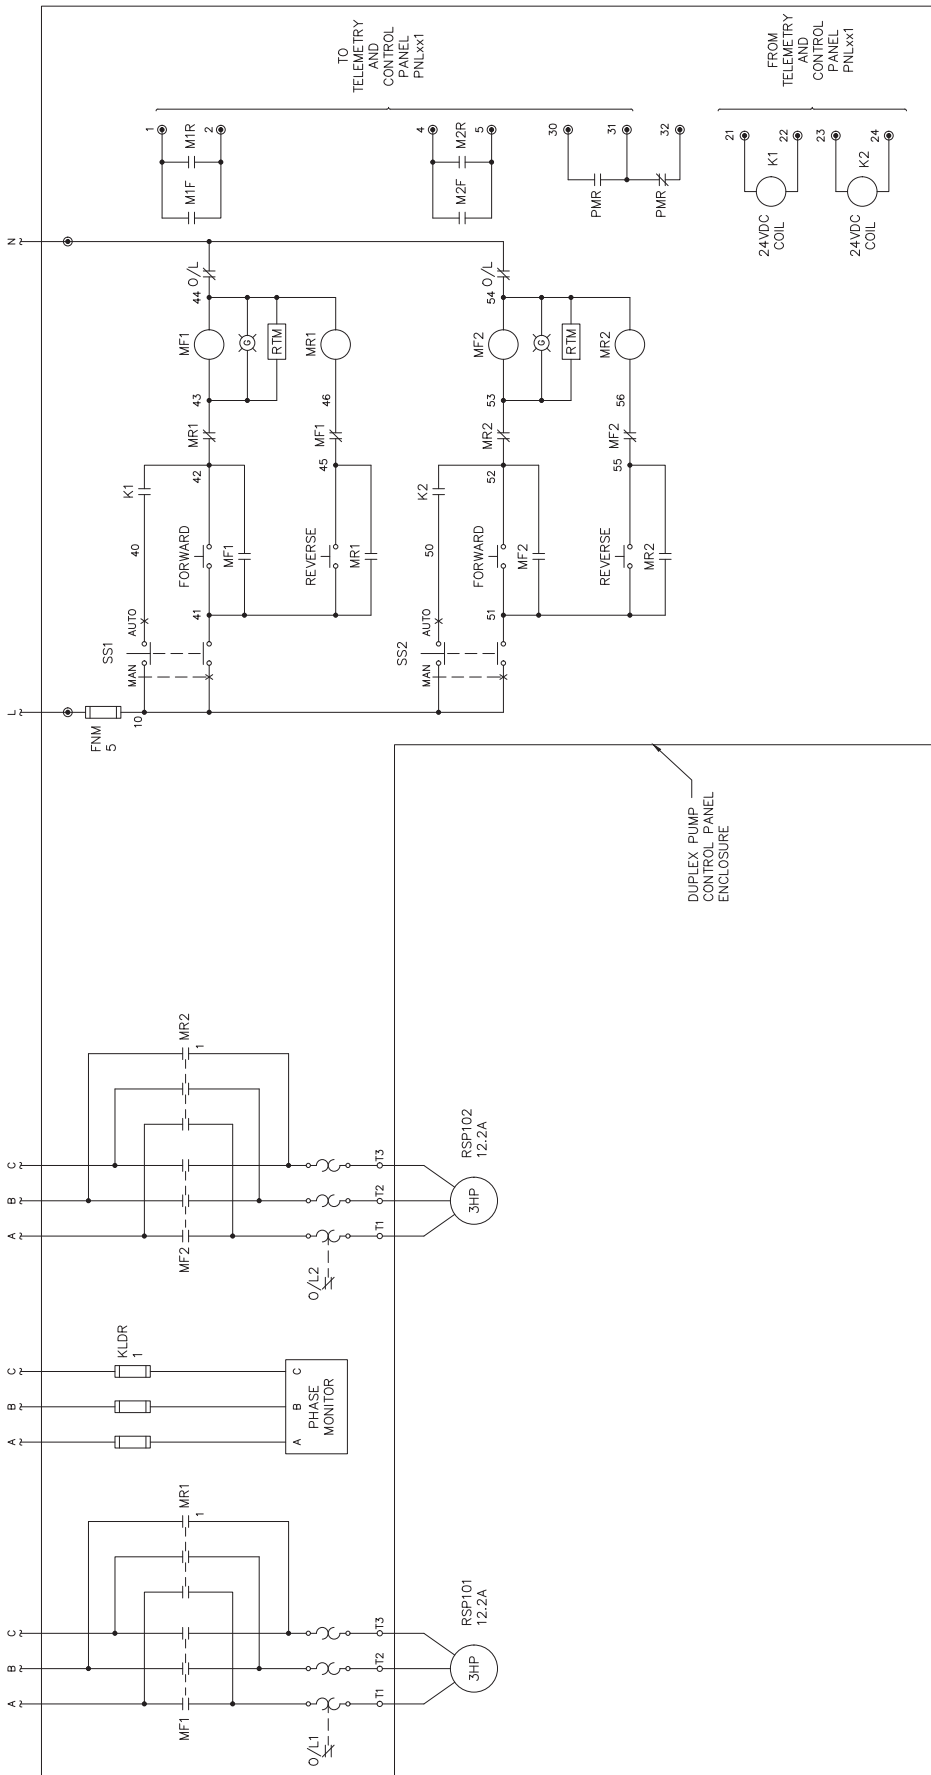 TO
TELEMETRY
AND
CONTROL
PANEL
PNLxx1
FROM
TELEMETRY
AND
CONTROL
PANEL
PNLxx1
1
M1R
2
M1F
4
M2R
5
M2F
30
31
32
PMR
PMR
21
22
23
24
K1
K2
24VDC
COIL
24VDC
COIL
N
L
FNM
5
10
SS1
MAN
AUTO
40
K1
41
FORWARD
42
MF1
MR1
43
MF1
44
O/L
G
RTM
REVERSE
MR1
45
MF1
46
MR1
SS2
MAN
AUTO
50
K2
51
FORWARD
52
MF2
MR2
53
MF2
54
O/L
G
RTM
REVERSE
MR2
55
MF2
56
MR2
DUPLEX PUMP
CONTROL PANEL
ENCLOSURE
A
B
C
MF2
MR2
1
O/L2
T1
T2
T3
3HP
RSP102
12.2A
A
B
C
KLDR
1
A
B
C
PHASE
MONITOR
A
B
C
MF1
MR1
1
O/L1
T1
T2
T3
3HP
RSP101
12.2A